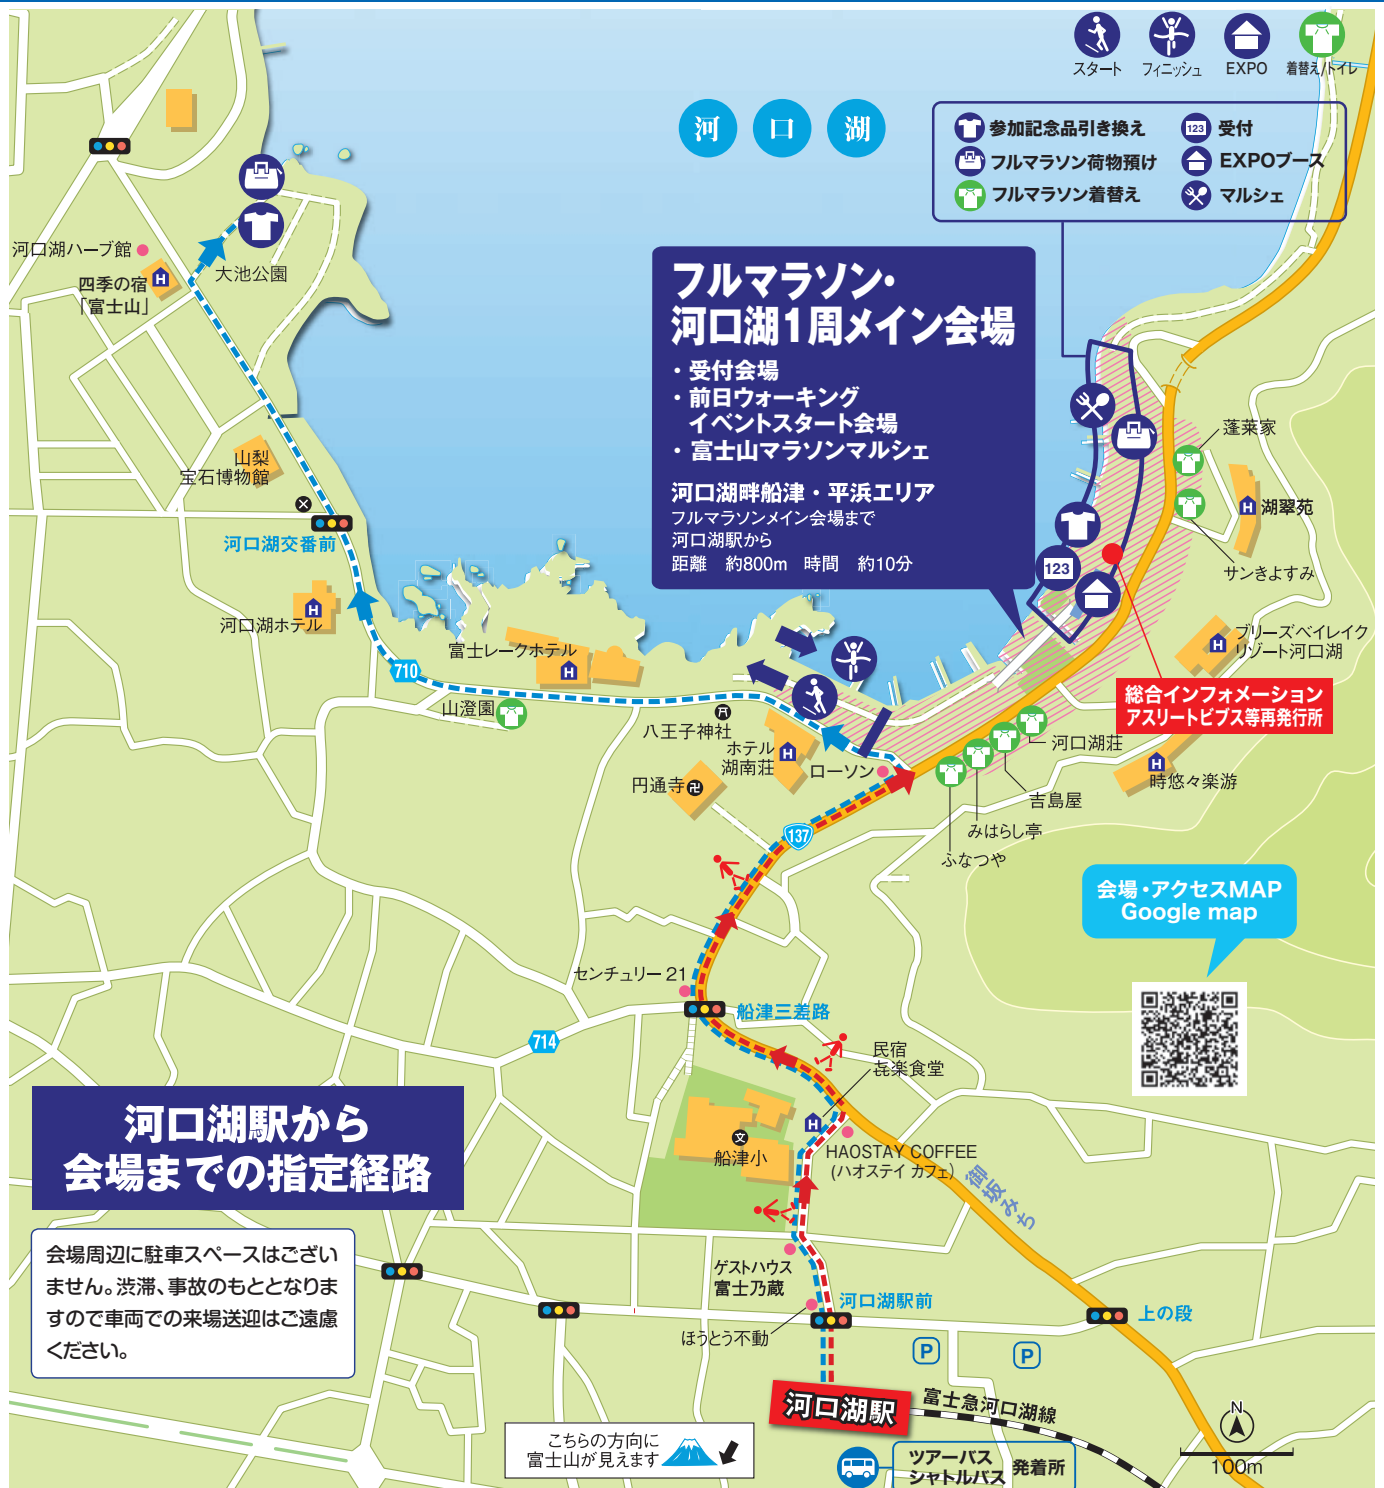 スタート
フィニッシュ
EXPO
着替え/トイレ
河口湖
参加記念品引き換え
123 受付
フルマラソン荷物預け
EXPOブース
フルマラソン着替え
マルシェ
フルマラソン・
河口湖1周メイン会場
・受付会場
・前日ウォーキング
イベントスタート会場
・富士山マラソンマルシェ
河口湖畔船津・平浜エリア
フルマラソンメイン会場まで
河口湖駅から
距離 約800m 時間 約10分
河口湖ハーブ館
四季の宿
「富士山」
H
大池公園
山梨
宝石博物館
河口湖交番前
河口湖ホテル
H
710
富士レークホテル
H
山澄園
八王子神社
ホテル
湖南荘
H
円通寺
卍
ローソン
137
123
蓬莱家
湖翠苑
H
サンきよすみ
ブリーズベイレイク
リゾート河口湖
H
総合インフォメーション
アスリートビブス等再発行所
河口湖荘
吉島屋
みはらし亭
ふなつや
H
時悠々楽游
会場・アクセスMAP
Google map
センチュリー21
船津三差路
714
民宿
㐂楽食堂
H
文
船津小
HAOSTAY COFFEE
(ハオステイ カフェ)
御坂みち
ゲストハウス
富士乃蔵
河口湖駅前
ほうとう不動
上の段
P
P
河口湖駅
富士急河口湖線
ツアーバス
シャトルバス
発着所
N
100m
河口湖駅から
会場までの指定経路
会場周辺に駐車スペースはござい
ません。渋滞、事故のもととなりま
すので車両での来場送迎はご遠慮
ください。
こちらの方向に
富士山が見えます